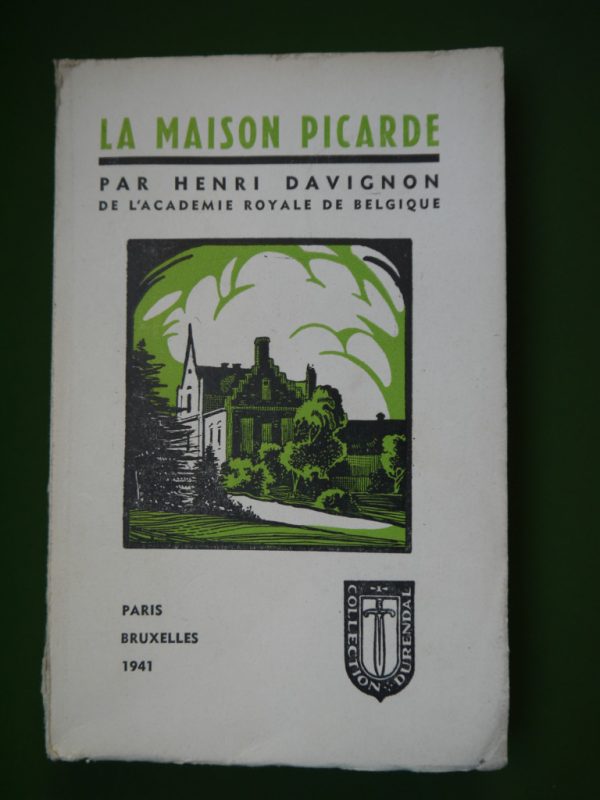 LA MAISON PICARDE
PAR HENRI DAVIGNON
DE L'ACADEMIE ROYALE DE BELGIQUE
PARIS
BRUXELLES
1941
COLLECTION DURENDAL